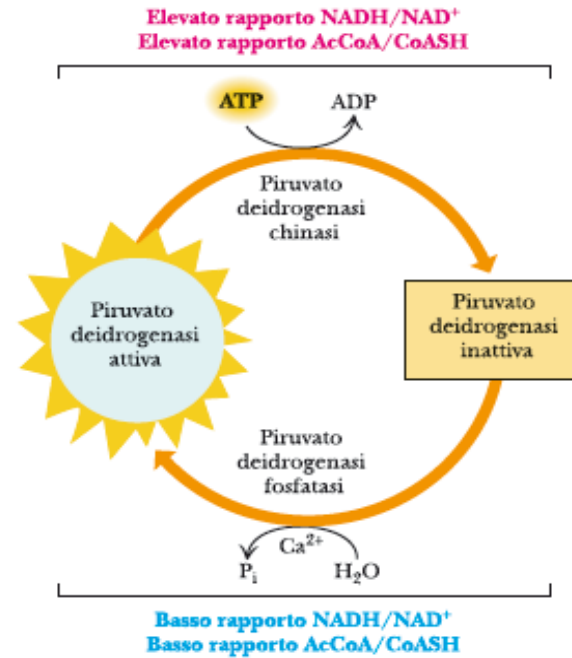 Elevato rapporto NADH/NAD⁺
Elevato rapporto AcCoA/CoASH
ATP
ADP
Piruvato
deidrogenasi
chinasi
Piruvato
deidrogenasi
attiva
Piruvato
deidrogenasi
inattiva
Piruvato
deidrogenasi
fosfatasi
Ca²⁺
Pᵢ
H₂O
Basso rapporto NADH/NAD⁺
Basso rapporto AcCoA/CoASH